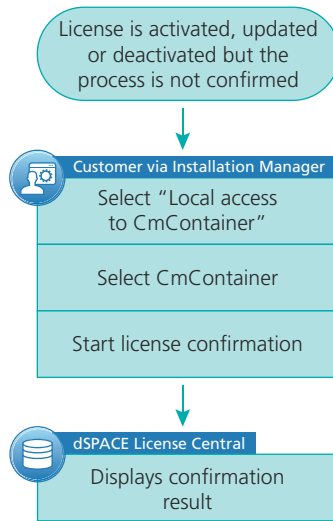 License is activated, updated
or deactivated but the
process is not confirmed
Customer via Installation Manager
Select “Local access
to CmContainer”
Select CmContainer
Start license confirmation
dSPACE License Central
Displays confirmation
result